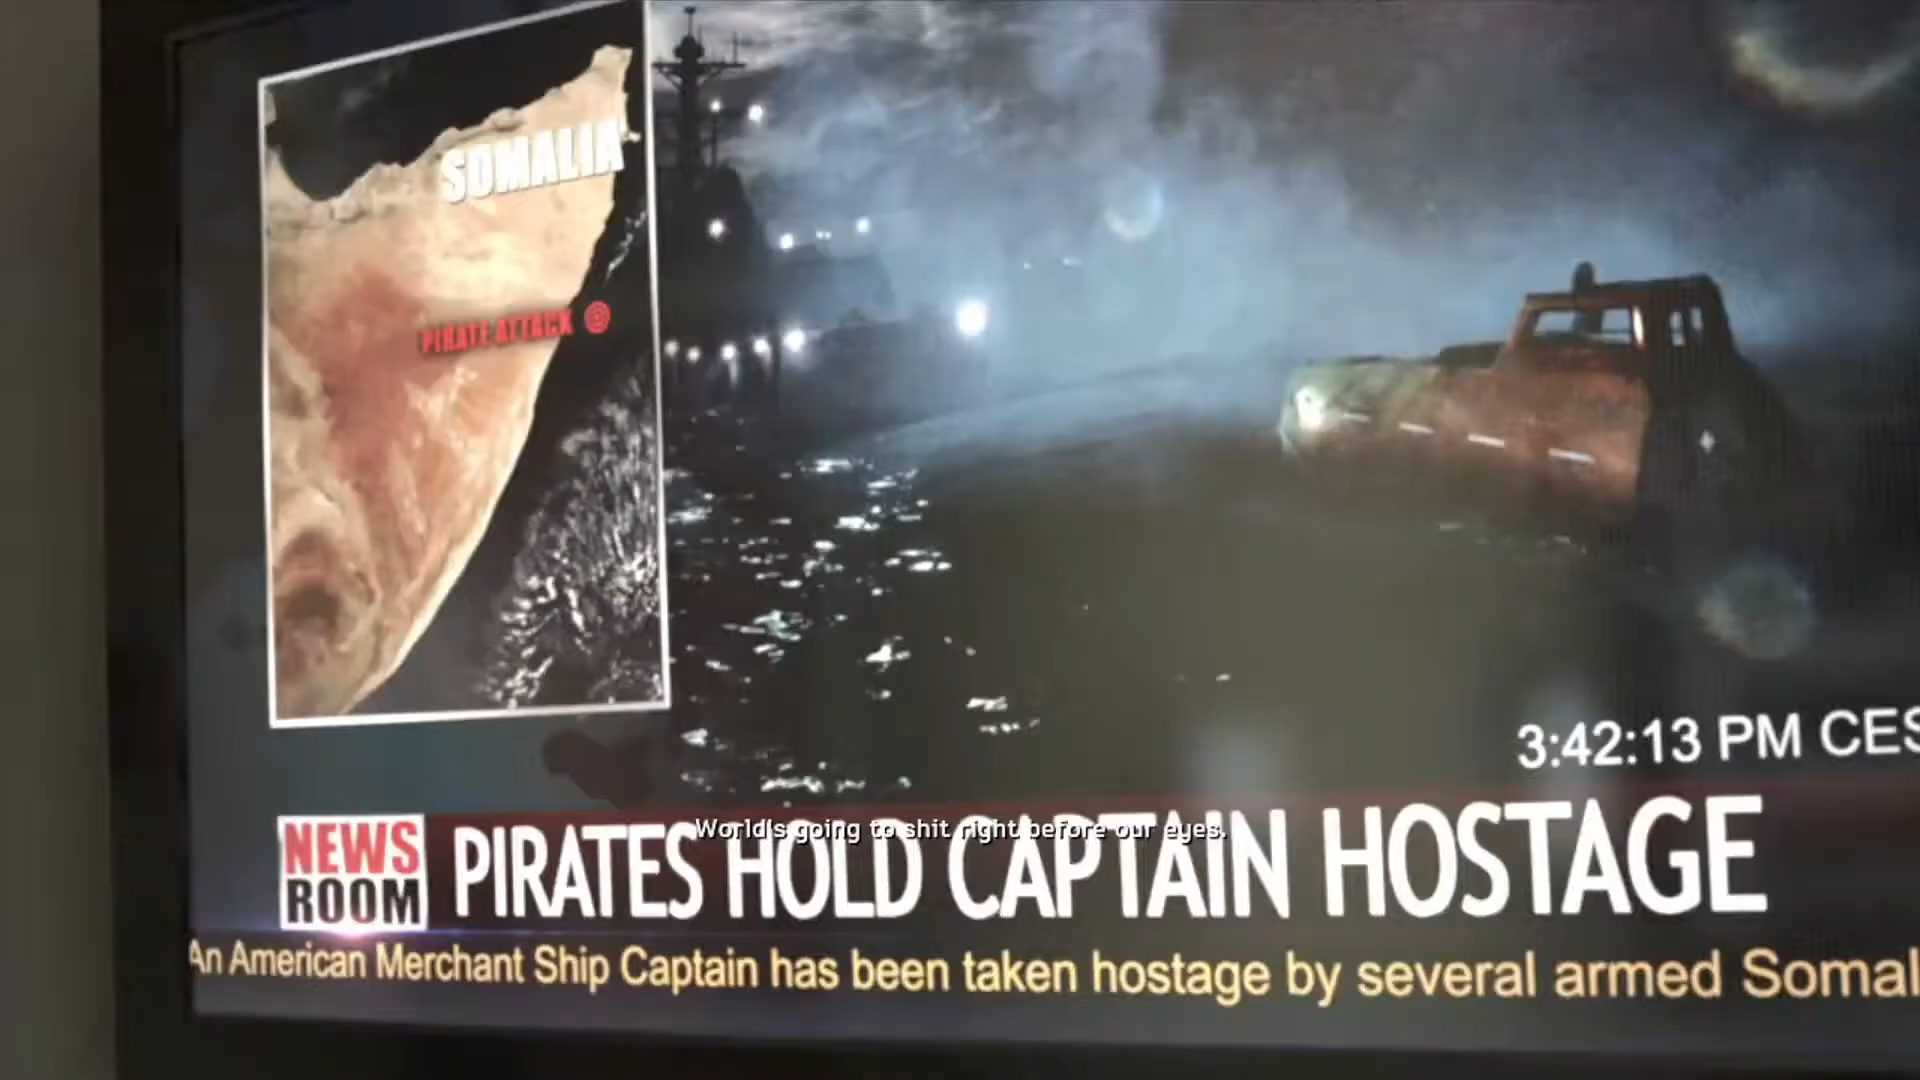 SOMALIA
PIRATE ATTACK
3:42:13 PM CES
NEWS
ROOM
PIRATES HOLD CAPTAIN HOSTAGE
World's going to shit right before our eyes.
An American Merchant Ship Captain has been taken hostage by several armed Somal